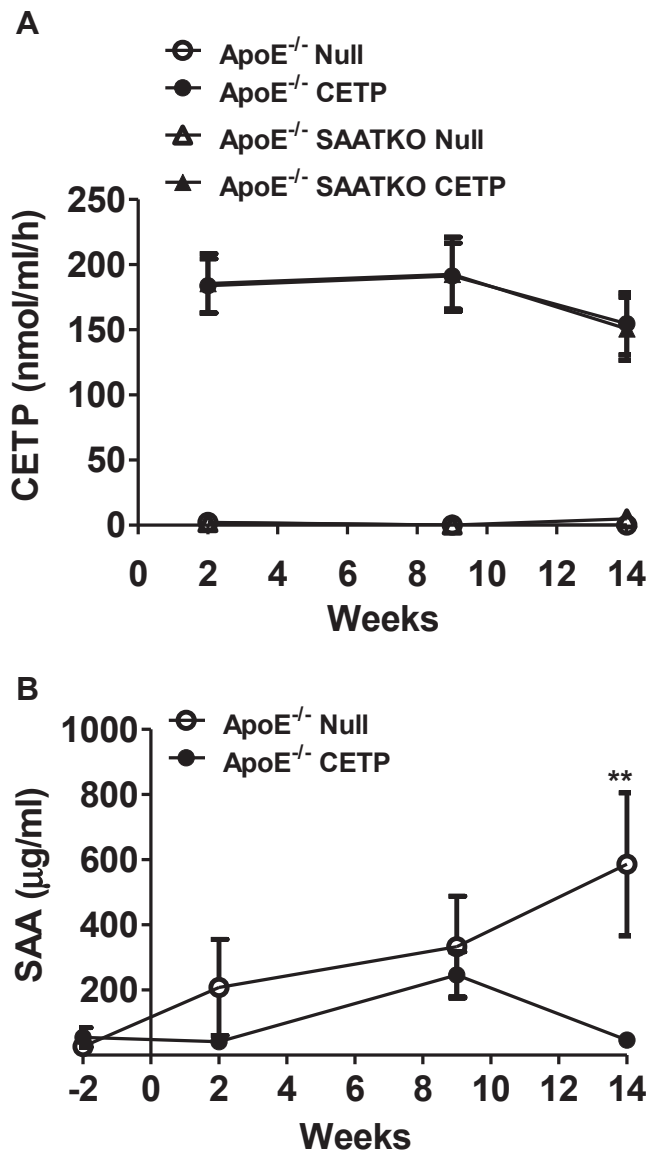 A
ApoE-/- Null
ApoE-/- CETP
ApoE-/- SAATKO Null
ApoE-/- SAATKO CETP
CETP (nmol/ml/h)
250
200
150
100
50
0
0 2 4 6 8 10 12 14
Weeks
B
ApoE-/- Null
ApoE-/- CETP
SAA (µg/ml)
1000
800
**
600
400
200
-2 0 2 4 6 8 10 12 14
Weeks